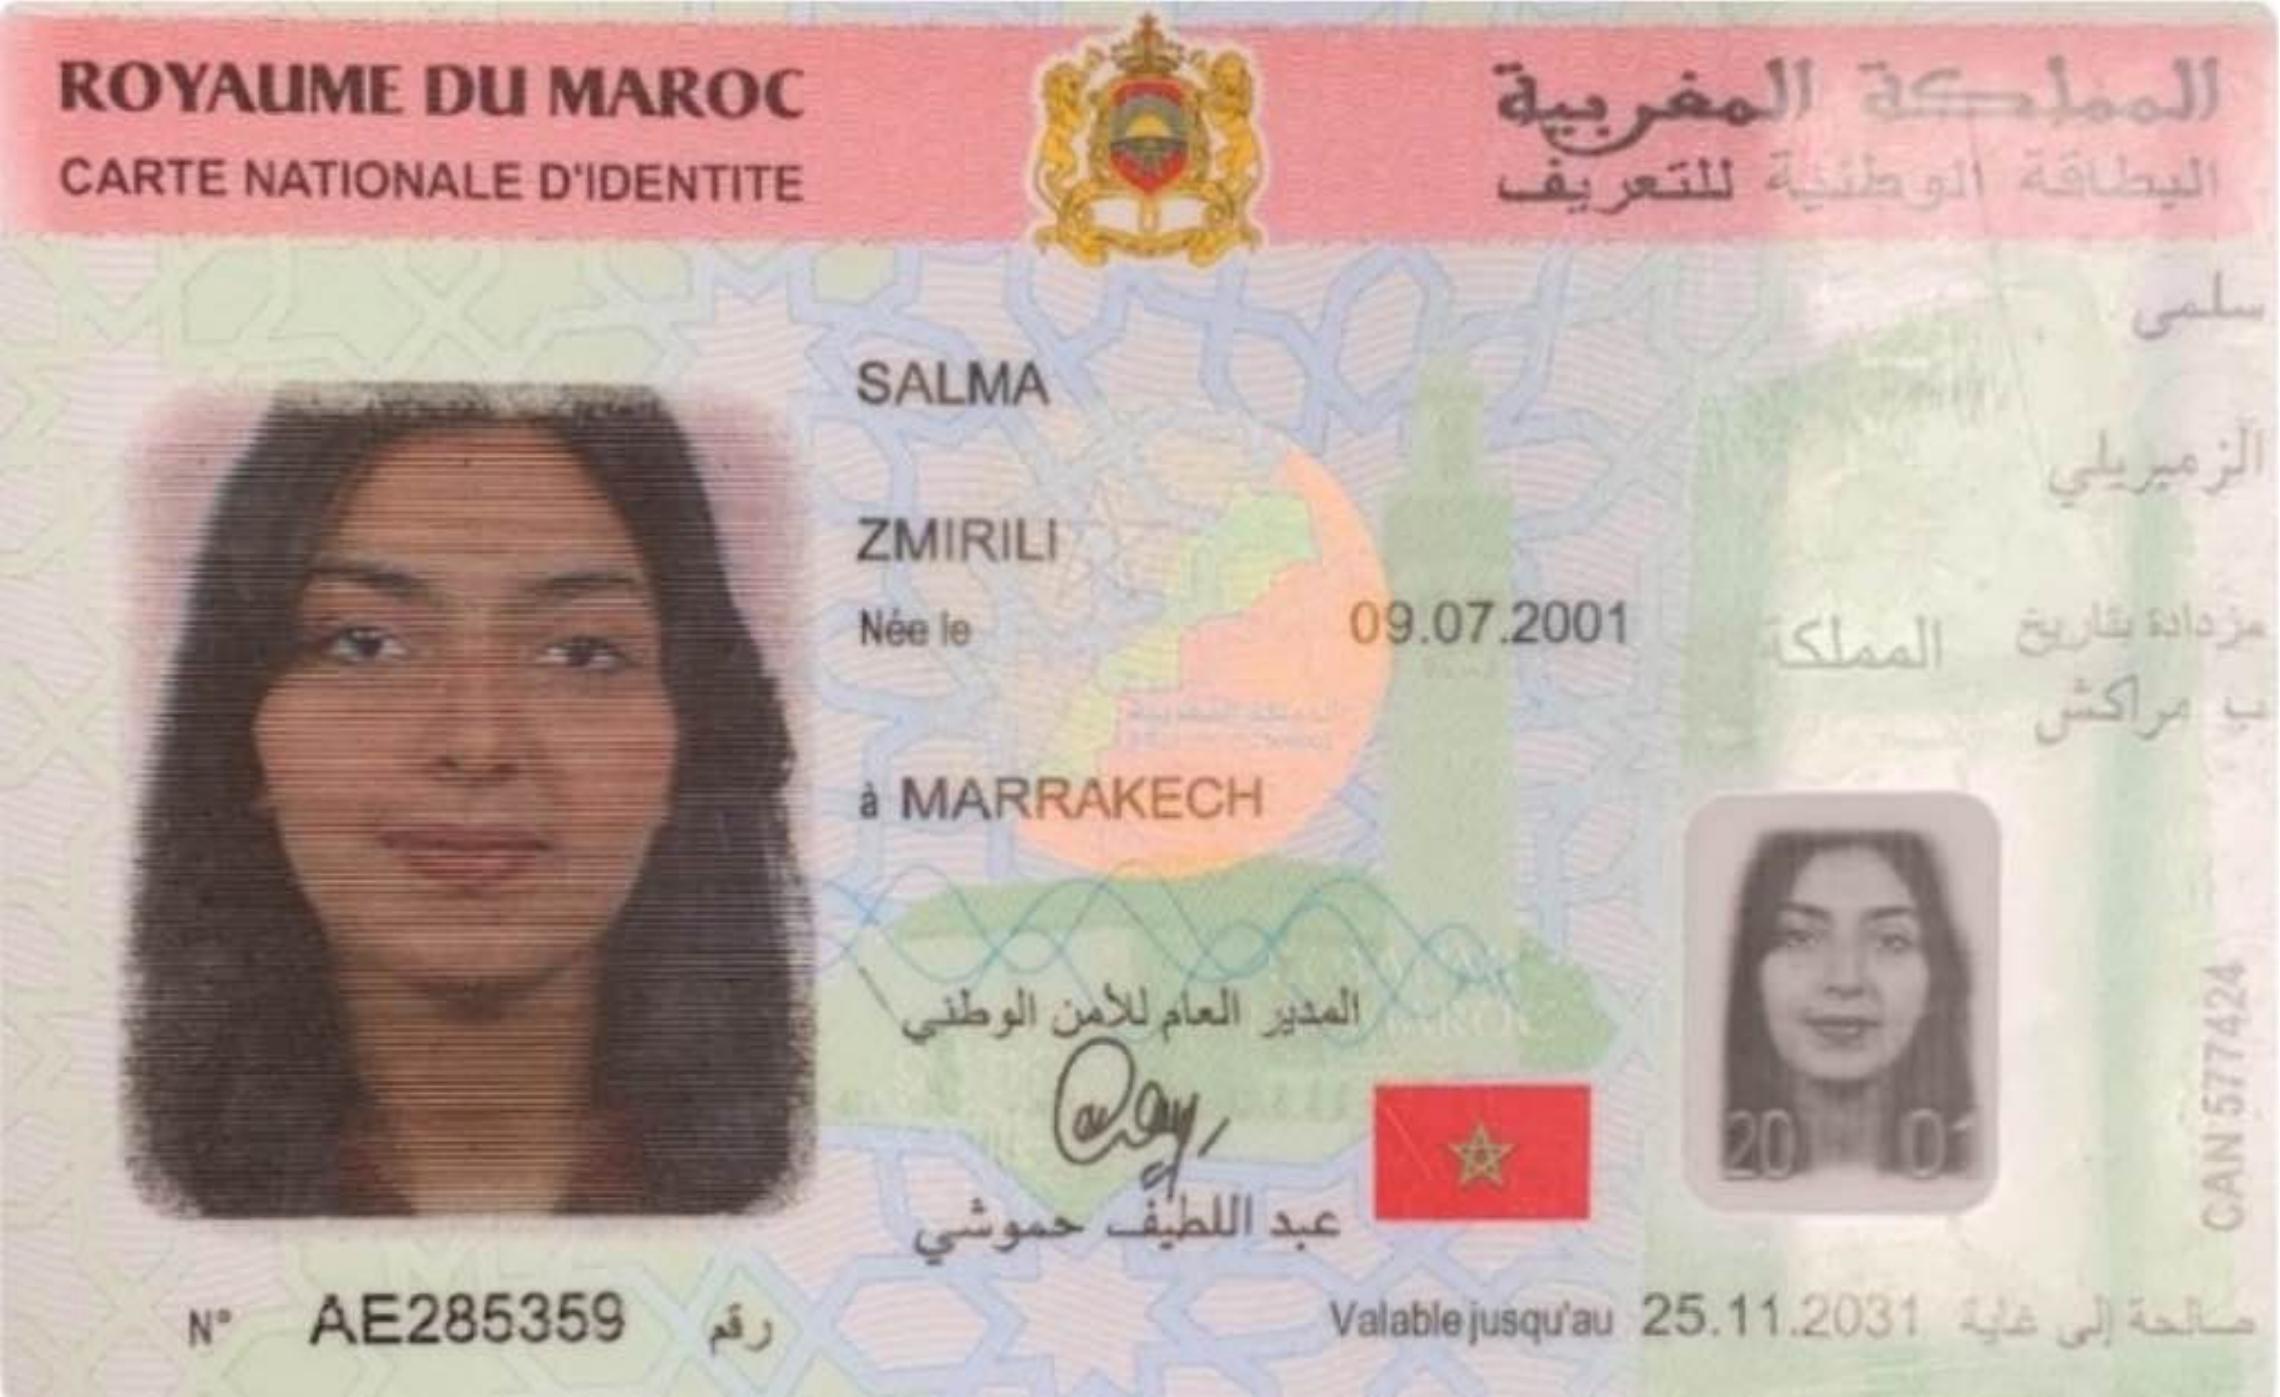 ROYAUME DU MAROC
المملكة المغربية
CARTE NATIONALE D'IDENTITE
البطاقة الوطنية للتعريف
سلمى
SALMA
الزميريلي
ZMIRILI
Née le 09.07.2001 مزدادة بتاريخ
المملكة
ب مراكش
à MARRAKECH
المدير العام للأمن الوطني
عبد اللطيف حموشي
20 01
CAN 577424
N° AE285359 رقم
Valable jusqu'au 25.11.2031 صالحة إلى غاية